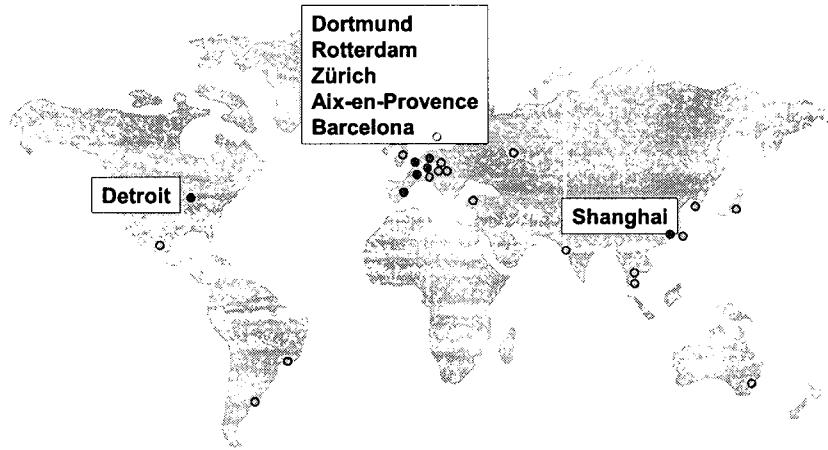 Dortmund
Rotterdam
Zürich
Aix-en-Provence
Barcelona
Detroit
Shanghai